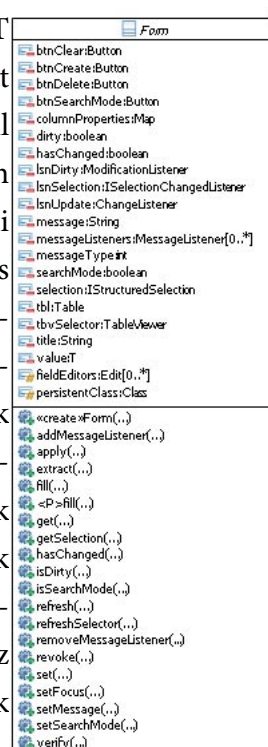 Form
btnClear:Button
btnCreate:Button
btnDelete:Button
btnSearchMode:Button
columnProperties:Map
dirty:boolean
hasChanged:boolean
lsnDirty:ModificationListener
lsnSelection:ISelectionChangedListener
lsnUpdate:ChangeListener
message:String
messageListeners:MessageListener[0..*]
messageType:int
searchMode:boolean
selection:IStructuredSelection
tbl:Table
tbvSelector:TableViewer
title:String
value:T
fieldEditors:Edit[0..*]
persistentClass:Class
«create»Form(...)
addMessageListener(...)
apply(...)
extract(...)
fill(...)
<P>fill(...)
get(...)
getSelection(...)
hasChanged(...)
isDirty(...)
isSearchMode(...)
refresh(...)
refreshSelector(...)
removeMessageListener(...)
revoke(...)
set(...)
setFocus(...)
setMessage(...)
setSearchMode(...)
verify(...)